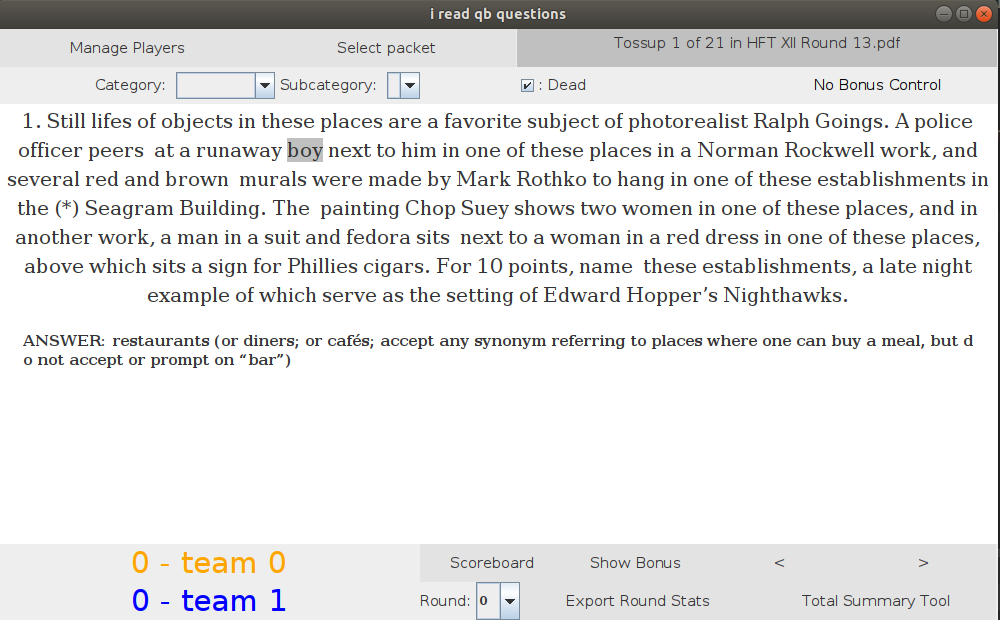 i read qb questions
Manage Players
Select packet
Tossup 1 of 21 in HFT XII Round 13.pdf
Category:
Subcategory:
: Dead
No Bonus Control
1. Still lifes of objects in these places are a favorite subject of photorealist Ralph Goings. A police
officer peers at a runaway boy next to him in one of these places in a Norman Rockwell work, and
several red and brown murals were made by Mark Rothko to hang in one of these establishments in
the (*) Seagram Building. The painting Chop Suey shows two women in one of these places, and in
another work, a man in a suit and fedora sits next to a woman in a red dress in one of these places,
above which sits a sign for Phillies cigars. For 10 points, name these establishments, a late night
example of which serve as the setting of Edward Hopper’s Nighthawks.
ANSWER: restaurants (or diners; or cafés; accept any synonym referring to places where one can buy a meal, but d
o not accept or prompt on “bar”)
0 - team 0
0 - team 1
Scoreboard
Show Bonus
<
>
Round: 0
Export Round Stats
Total Summary Tool